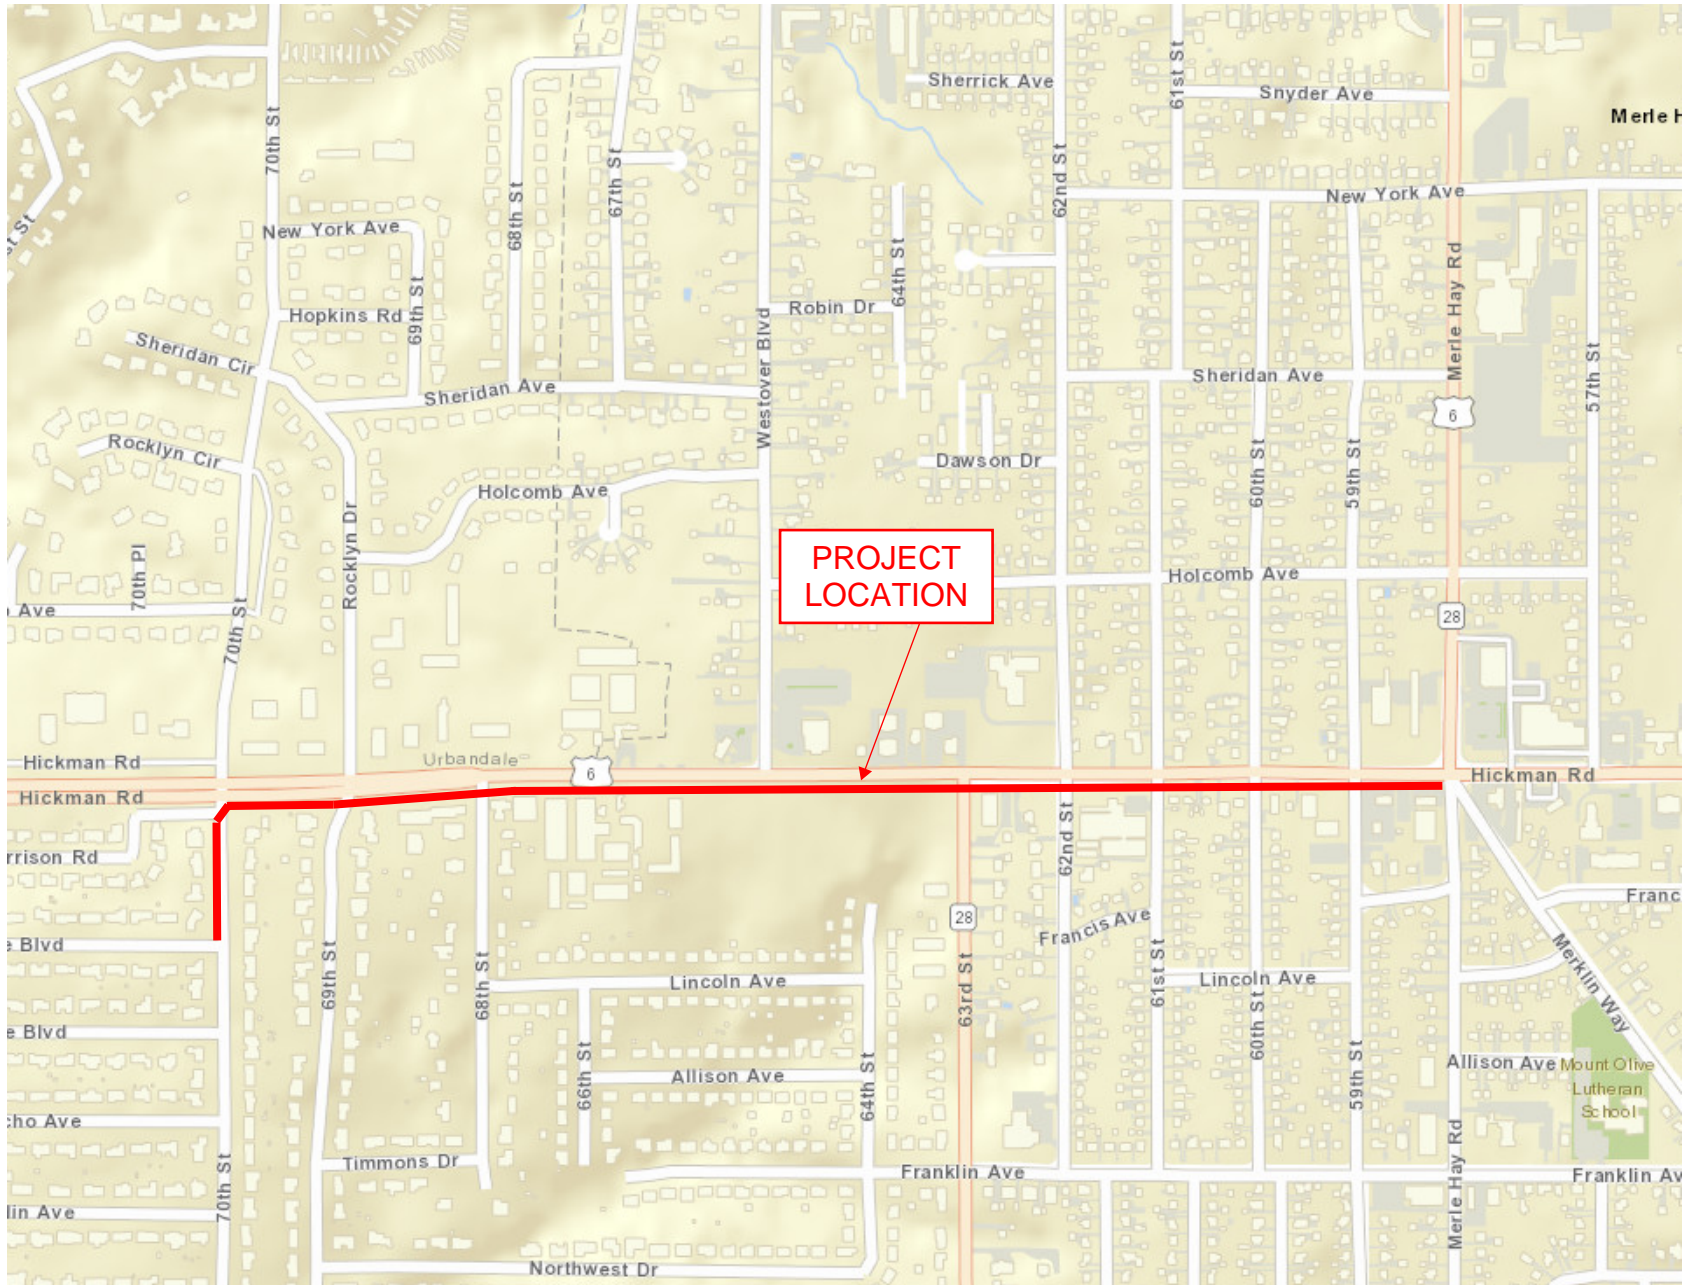 Sherrick Ave
61st St
Snyder Ave
Merle H
70th St
67th St
68th St
62nd St
New York Ave
st St
New York Ave
64th St
Merle Hay Rd
69th St
Hopkins Rd
Robin Dr
Sheridan Cir
Westover Blvd
Sheridan Ave
57th St
Sheridan Ave
6
Rocklyn Cir
Dawson Dr
60th St
59th St
Holcomb Ave
Rocklyn Dr
PROJECT
LOCATION
70th Pl
Holcomb Ave
Ave
28
70th St
Hickman Rd
Urbandale
6
Hickman Rd
Hickman Rd
62nd St
rrison Rd
Franc
28
Francis Ave
e Blvd
69th St
68th St
Lincoln Ave
63rd St
61st St
Lincoln Ave
60th St
Merklin Way
e Blvd
66th St
Allison Ave
64th St
59th St
Allison Ave
Mount Olive
Lutheran
School
cho Ave
70th St
Timmons Dr
Franklin Ave
Merle Hay Rd
Franklin Av
lin Ave
Northwest Dr